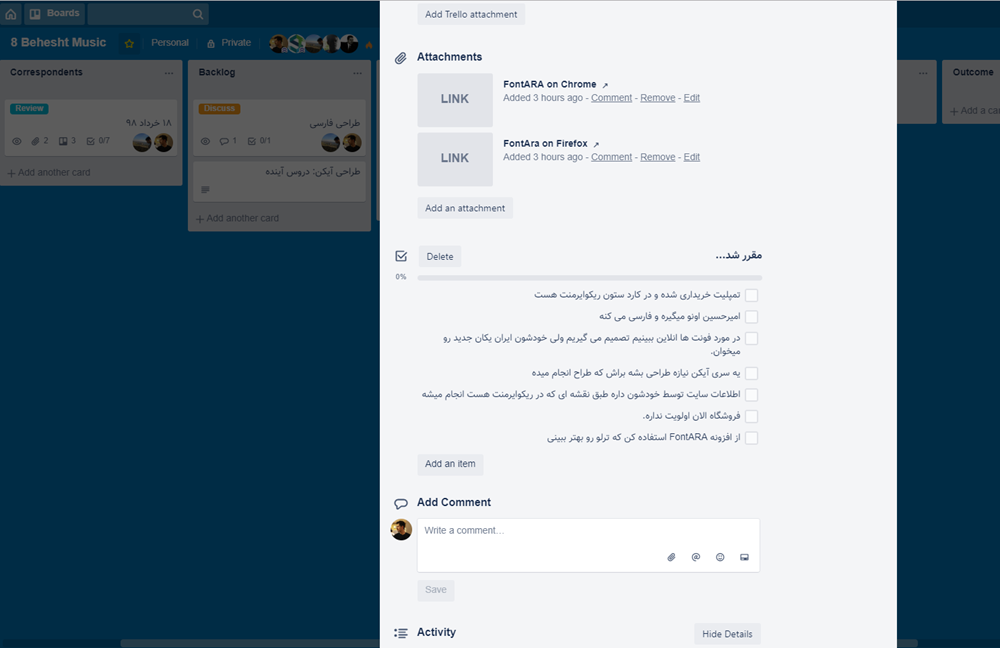 Boards
8 Behesht Music
Personal
Private
Correspondents
Review
۱۸ خرداد ۹۸
2
3
0/7
+ Add another card
Backlog
Discuss
طراحی فارسی
1
0/1
طراحی آیکن: دروس آینده
+ Add another card
Add Trello attachment
Attachments
LINK
FontARA on Chrome ↗
Added 3 hours ago - Comment - Remove - Edit
LINK
FontAra on Firefox ↗
Added 3 hours ago - Comment - Remove - Edit
Add an attachment
Delete
مقرر شد...
0%
تمپلیت خریداری شده و در کارد ستون ریکوایرمنت هست
امیرحسین اونو میگیره و فارسی می کنه
در مورد فونت ها انلاین ببینیم تصمیم می گیریم ولی خودشون ایران یکان جدید رو
میخوان.
یه سری آیکن نیازه طراحی بشه براش که طراح انجام میده
اطلاعات سایت توسط خودشون داره طبق نقشه ای که در ریکوایرمنت هست انجام میشه
فروشگاه الان اولویت نداره.
از افزونه FontARA استفاده کن که ترلو رو بهتر ببینی
Add an item
Add Comment
Write a comment...
Save
Activity
Hide Details
Outcome
+ Add a